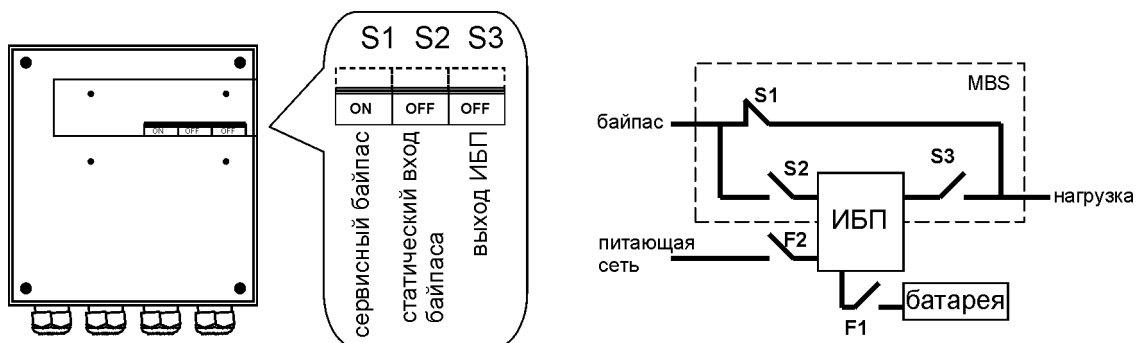 S1 S2 S3
ON OFF OFF
ON OFF OFF
сервисный байпас
статический вход
байпаса
выход ИБП
MBS
S1
байпас
S2
S3
ИБП
нагрузка
питающая
сеть
F2
батарея
F1